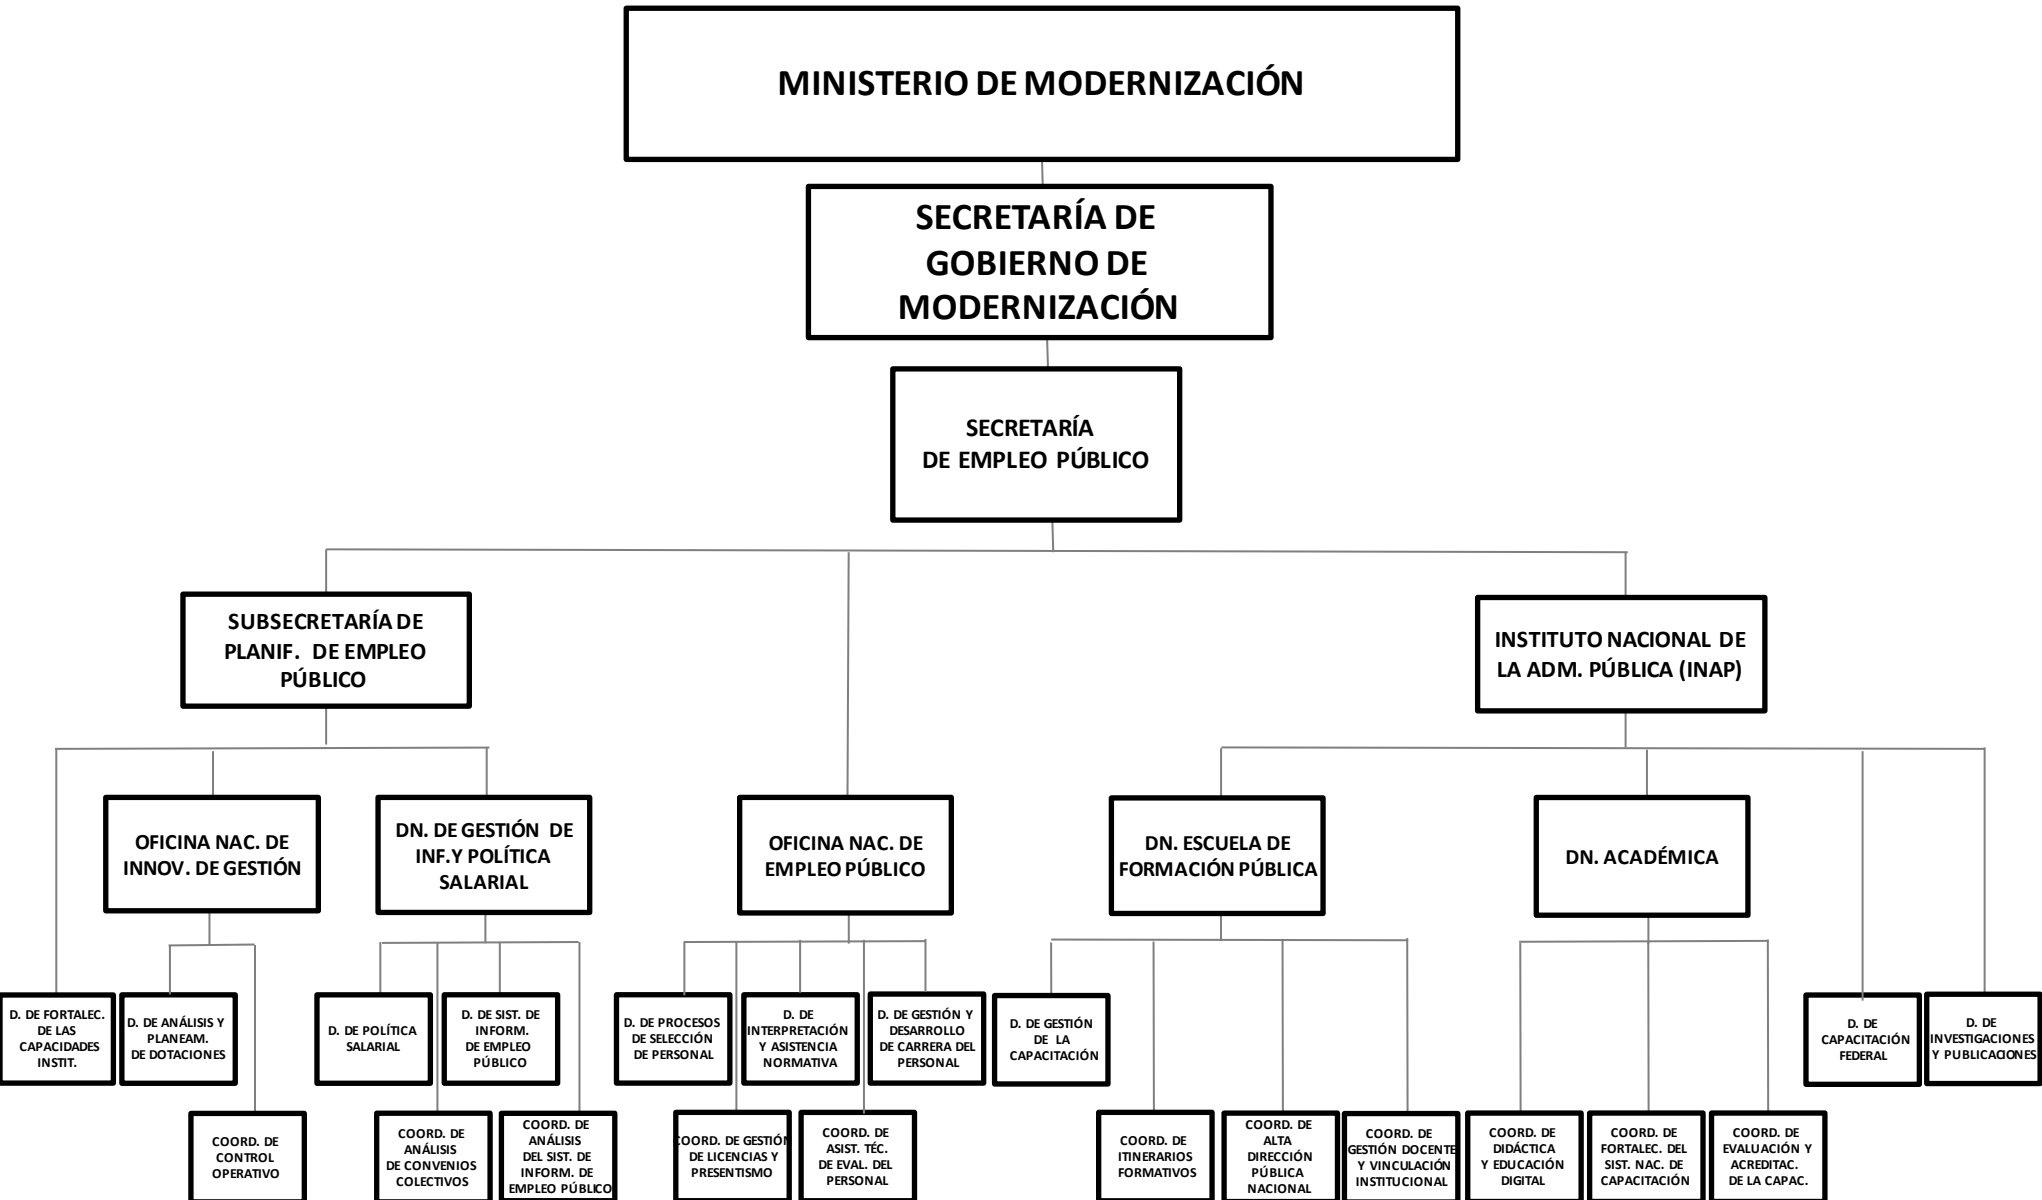 MINISTERIO DE MODERNIZACIÓN
SECRETARÍA DE
GOBIERNO DE
MODERNIZACIÓN
SECRETARÍA
DE EMPLEO PÚBLICO
SUBSECRETARÍA DE
PLANIF. DE EMPLEO
PÚBLICO
INSTITUTO NACIONAL DE
LA ADM. PÚBLICA (INAP)
OFICINA NAC. DE
INNOV. DE GESTIÓN
DN. DE GESTIÓN DE
INF.Y POLÍTICA
SALARIAL
OFICINA NAC. DE
EMPLEO PÚBLICO
DN. ESCUELA DE
FORMACIÓN PÚBLICA
DN. ACADÉMICA
D. DE FORTALEC.
DE LAS
CAPACIDADES
INSTIT.
D. DE ANÁLISIS Y
PLANEAM.
DE DOTACIONES
D. DE POLÍTICA
SALARIAL
D. DE SIST. DE
INFORM.
DE EMPLEO
PÚBLICO
D. DE PROCESOS
DE SELECCIÓN
DE PERSONAL
D. DE
INTERPRETACIÓN
Y ASISTENCIA
NORMATIVA
D. DE GESTIÓN Y
DESARROLLO
DE CARRERA DEL
PERSONAL
D. DE GESTIÓN
DE LA
CAPACITACIÓN
D. DE
CAPACITACIÓN
FEDERAL
D. DE
INVESTIGACIONES
Y PUBLICACIONES
COORD. DE
CONTROL
OPERATIVO
COORD. DE
ANÁLISIS
DE CONVENIOS
COLECTIVOS
COORD. DE
ANÁLISIS
DEL SIST. DE
INFORM. DE
EMPLEO PÚBLICO
COORD. DE GESTIÓN
DE LICENCIAS Y
PRESENTISMO
COORD. DE
ASIST. TÉC.
DE EVAL. DEL
PERSONAL
COORD. DE
ITINERARIOS
FORMATIVOS
COORD. DE
ALTA
DIRECCIÓN
PÚBLICA
NACIONAL
COORD. DE
GESTIÓN DOCENTE
Y VINCULACIÓN
INSTITUCIONAL
COORD. DE
DIDÁCTICA
Y EDUCACIÓN
DIGITAL
COORD. DE
FORTALEC. DEL
SIST. NAC. DE
CAPACITACIÓN
COORD. DE
EVALUACIÓN Y
ACREDITAC.
DE LA CAPAC.